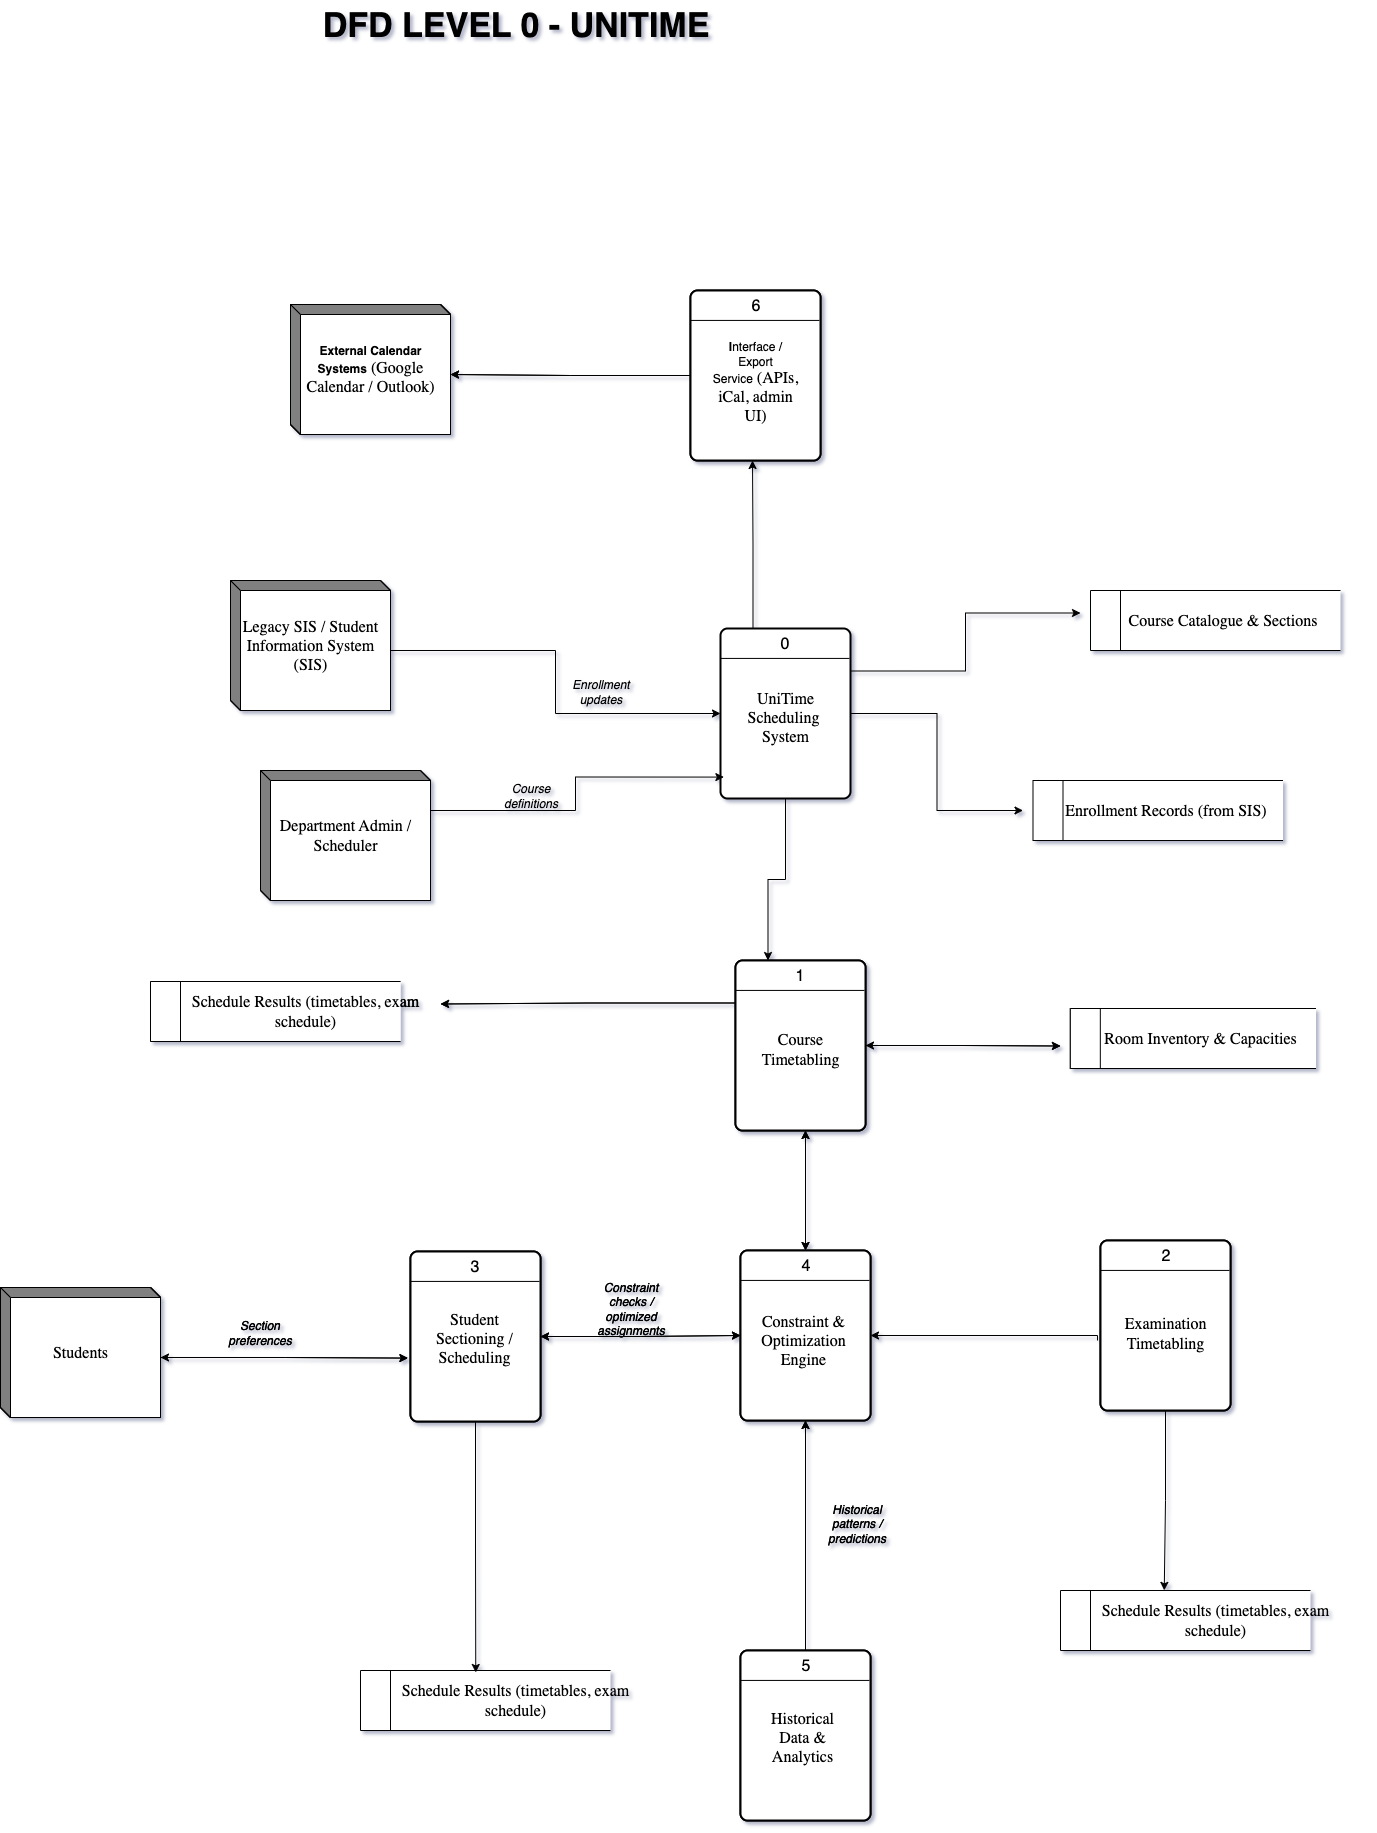 DFD LEVEL 0 - UNITIME
6
Interface /
Export
Service (APIs,
iCal, admin
UI)
External Calendar
Systems (Google
Calendar / Outlook)
Legacy SIS / Student
Information System
(SIS)
Enrollment
updates
0
UniTime
Scheduling
System
Course Catalogue & Sections
Department Admin /
Scheduler
Course
definitions
Enrollment Records (from SIS)
1
Course
Timetabling
Schedule Results (timetables, exam
schedule)
Room Inventory & Capacities
Students
Section
preferences
3
Student
Sectioning /
Scheduling
Constraint
checks /
optimized
assignments
4
Constraint &
Optimization
Engine
2
Examination
Timetabling
Historical
patterns /
predictions
Schedule Results (timetables, exam
schedule)
Schedule Results (timetables, exam
schedule)
5
Historical
Data &
Analytics